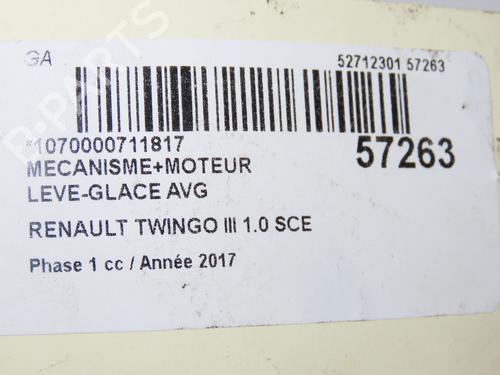 GA
52712301 57263
*1070000711817
57263
MECANISME+MOTEUR
LEVE-GLACE AVG
RENAULT TWINGO III 1.0 SCE
Phase 1 cc / Année 2017
B-PARTS